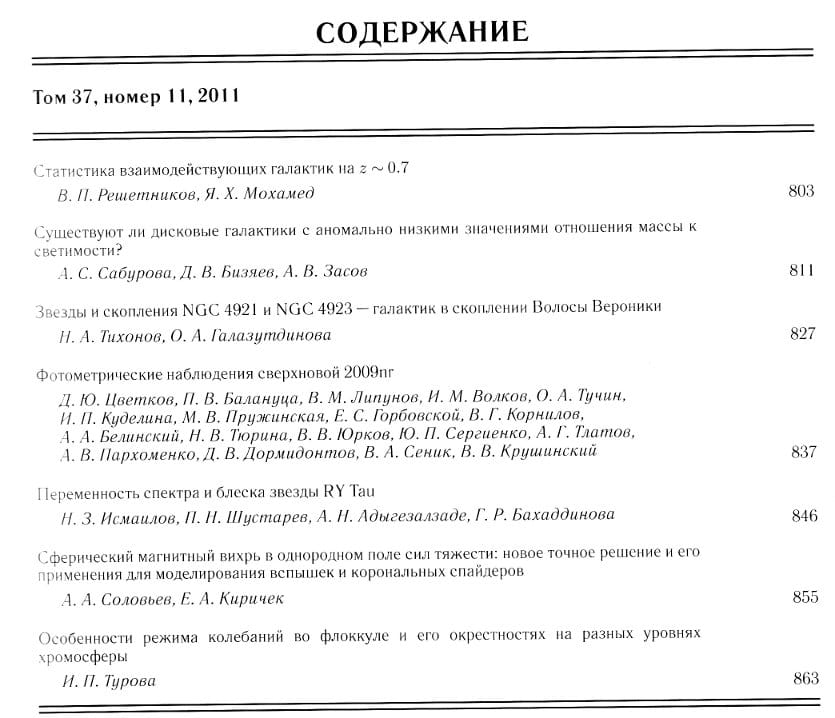 СОДЕРЖАНИЕ
Том 37, номер 11, 2011
Статистика взаимодействующих галактик на z ~ 0.7
В. П. Решетников, Я. Х. Мохамед 803
Существуют ли дисковые галактики с аномально низкими значениями отношения массы к
светимости?
А. С. Сабурова, Д. В. Бизяев, А. В. Засов 811
Звезды и скопления NGC 4921 и NGC 4923 — галактик в скоплении Волосы Вероники
Н. А. Тихонов, О. А. Галазутдинова 827
Фотометрические наблюдения сверхновой 2009nr
Д. Ю. Цветков, П. В. Балануца, В. М. Липунов, И. М. Волков, О. А. Тучин,
И. П. Куделина, М. В. Пружинская, Е. С. Горбовской, В. Г. Корнилов,
А. А. Белинский, Н. В. Тюрина, В. В. Юрков, Ю. П. Сергиенко, А. Г. Тлатов,
А. В. Пархоменко, Д. В. Дормидонтов, В. А. Сеник, В. В. Крушинский 837
Переменность спектра и блеска звезды RY Tau
Н. З. Исмаилов, П. Н. Шустарев, А. Н. Адыгезалзаде, Г. Р. Бахаддинова 846
Сферический магнитный вихрь в однородном поле сил тяжести: новое точное решение и его
применения для моделирования вспышек и корональных спайдеров
А. А. Соловьев, Е. А. Киричек 855
Особенности режима колебаний во флоккуле и его окрестностях на разных уровнях
хромосферы
И. П. Турова 863